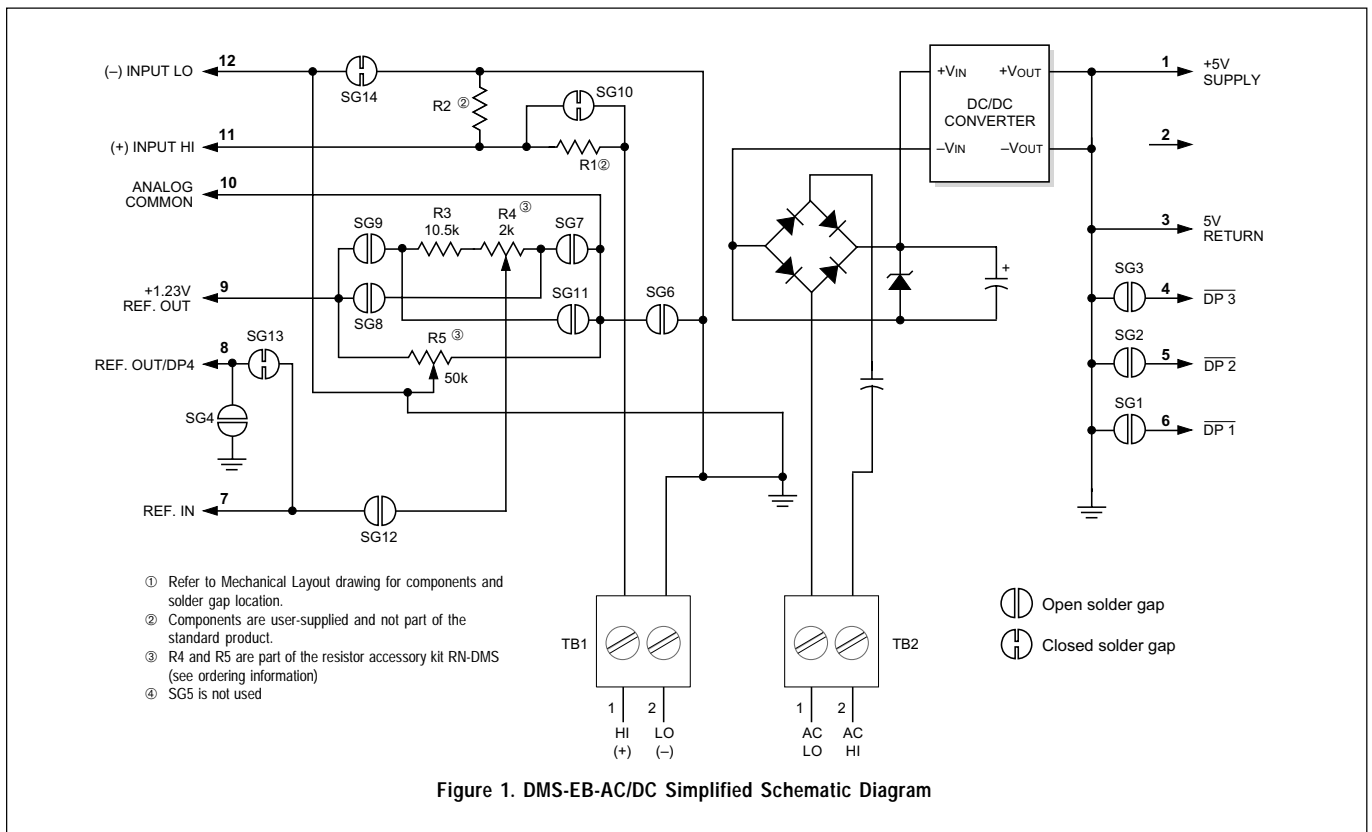 12
(–) INPUT LO
SG14
R2 ②
SG10
11
(+) INPUT HI
R1②
10
ANALOG
COMMON
SG9
R3
10.5k
R4 ③
2k
SG7
9
+1.23V
REF. OUT
SG8
SG11
SG6
8
REF. OUT/DP4
SG13
R5 ③
50k
SG4
7
REF. IN
SG12
+VIN
+VOUT
DC/DC
CONVERTER
–VIN
–VOUT
1
+5V
SUPPLY
2
3
5V
RETURN
SG3
4
DP 3
SG2
5
DP 2
SG1
6
DP 1
+
① Refer to Mechanical Layout drawing for components and
solder gap location.
② Components are user-supplied and not part of the
standard product.
③ R4 and R5 are part of the resistor accessory kit RN-DMS
(see ordering information)
④ SG5 is not used
TB1
1
HI
(+)
2
LO
(–)
TB2
1
AC
LO
2
AC
HI
Open solder gap
Closed solder gap
Figure 1. DMS-EB-AC/DC Simplified Schematic Diagram